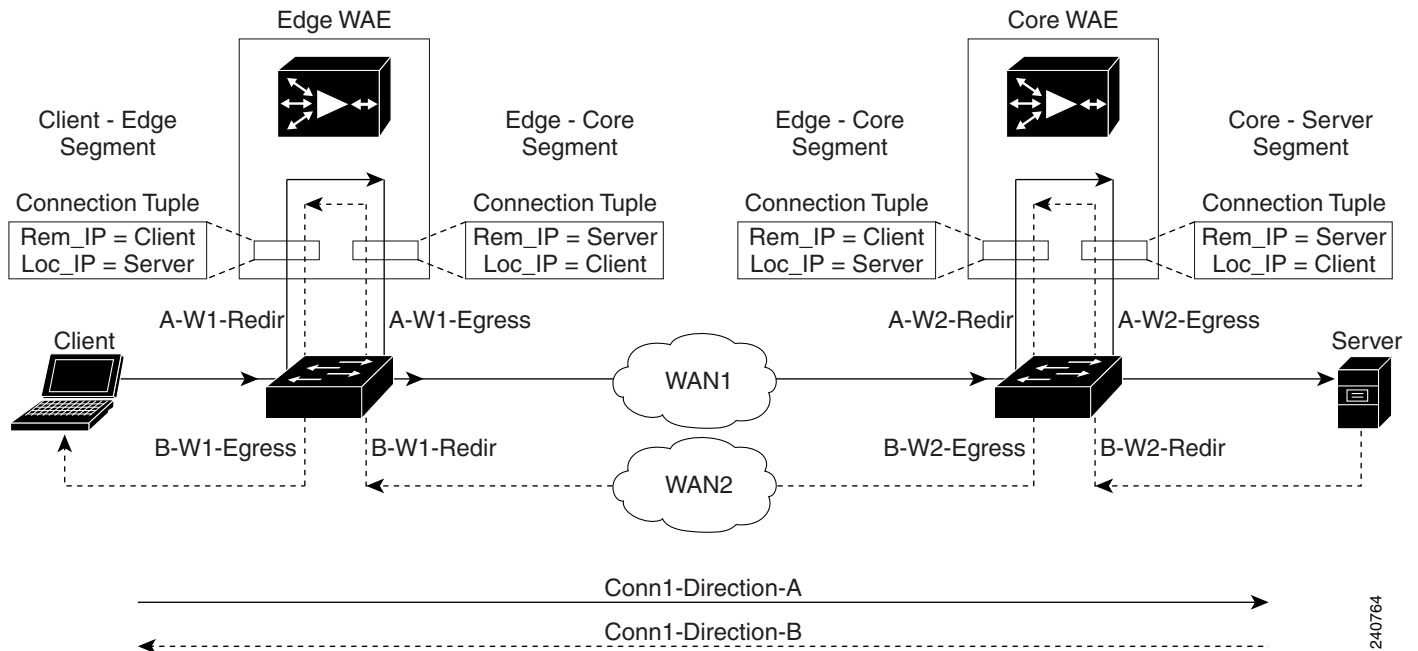 Edge WAE
Core WAE
Client - Edge
Segment
Edge - Core
Segment
Edge - Core
Segment
Core - Server
Segment
Connection Tuple
Connection Tuple
Connection Tuple
Connection Tuple
Rem_IP = Client
Loc_IP = Server
Rem_IP = Server
Loc_IP = Client
Rem_IP = Client
Loc_IP = Server
Rem_IP = Server
Loc_IP = Client
A-W1-Redir
A-W1-Egress
A-W2-Redir
A-W2-Egress
Client
Server
WAN1
B-W1-Egress
B-W1-Redir
B-W2-Egress
B-W2-Redir
WAN2
Conn1-Direction-A
Conn1-Direction-B
240764